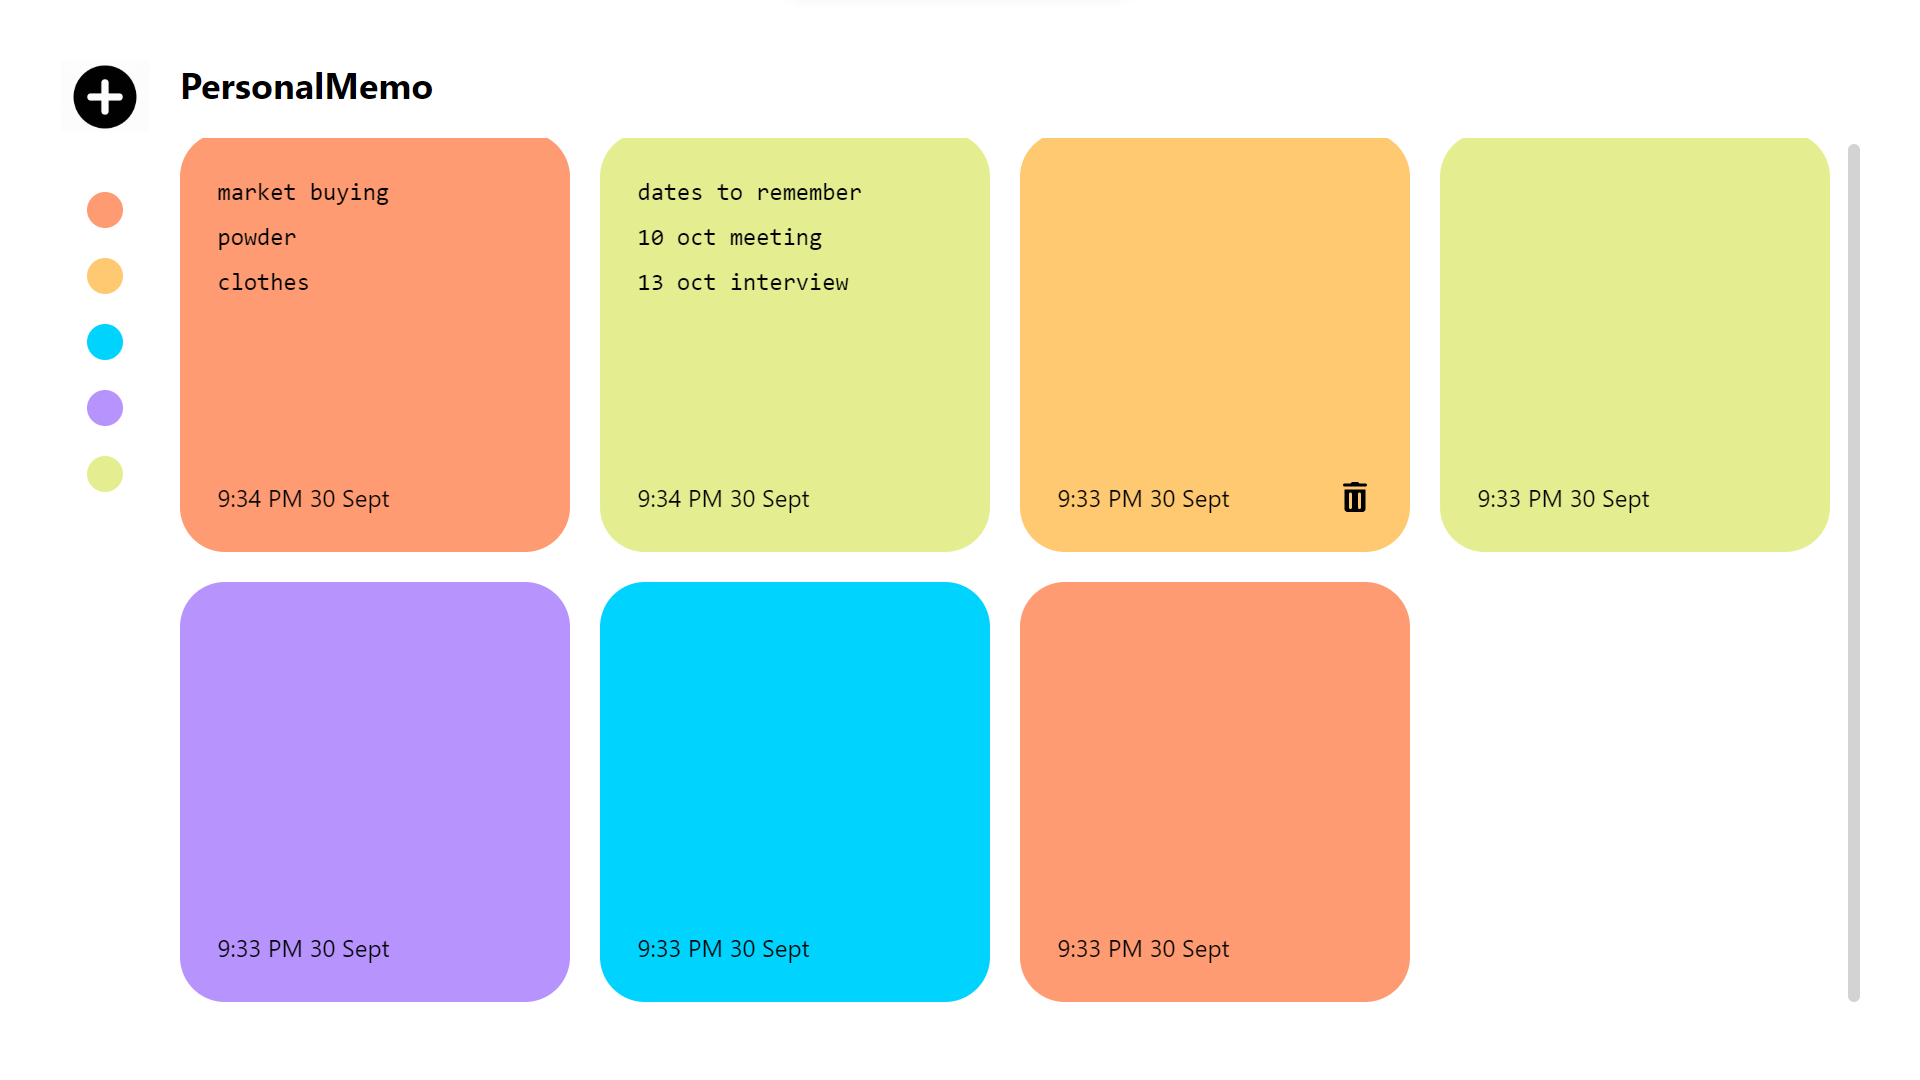 PersonalMemo
market buying
powder
clothes
9:34 PM 30 Sept
dates to remember
10 oct meeting
13 oct interview
9:34 PM 30 Sept
9:33 PM 30 Sept
9:33 PM 30 Sept
9:33 PM 30 Sept
9:33 PM 30 Sept
9:33 PM 30 Sept